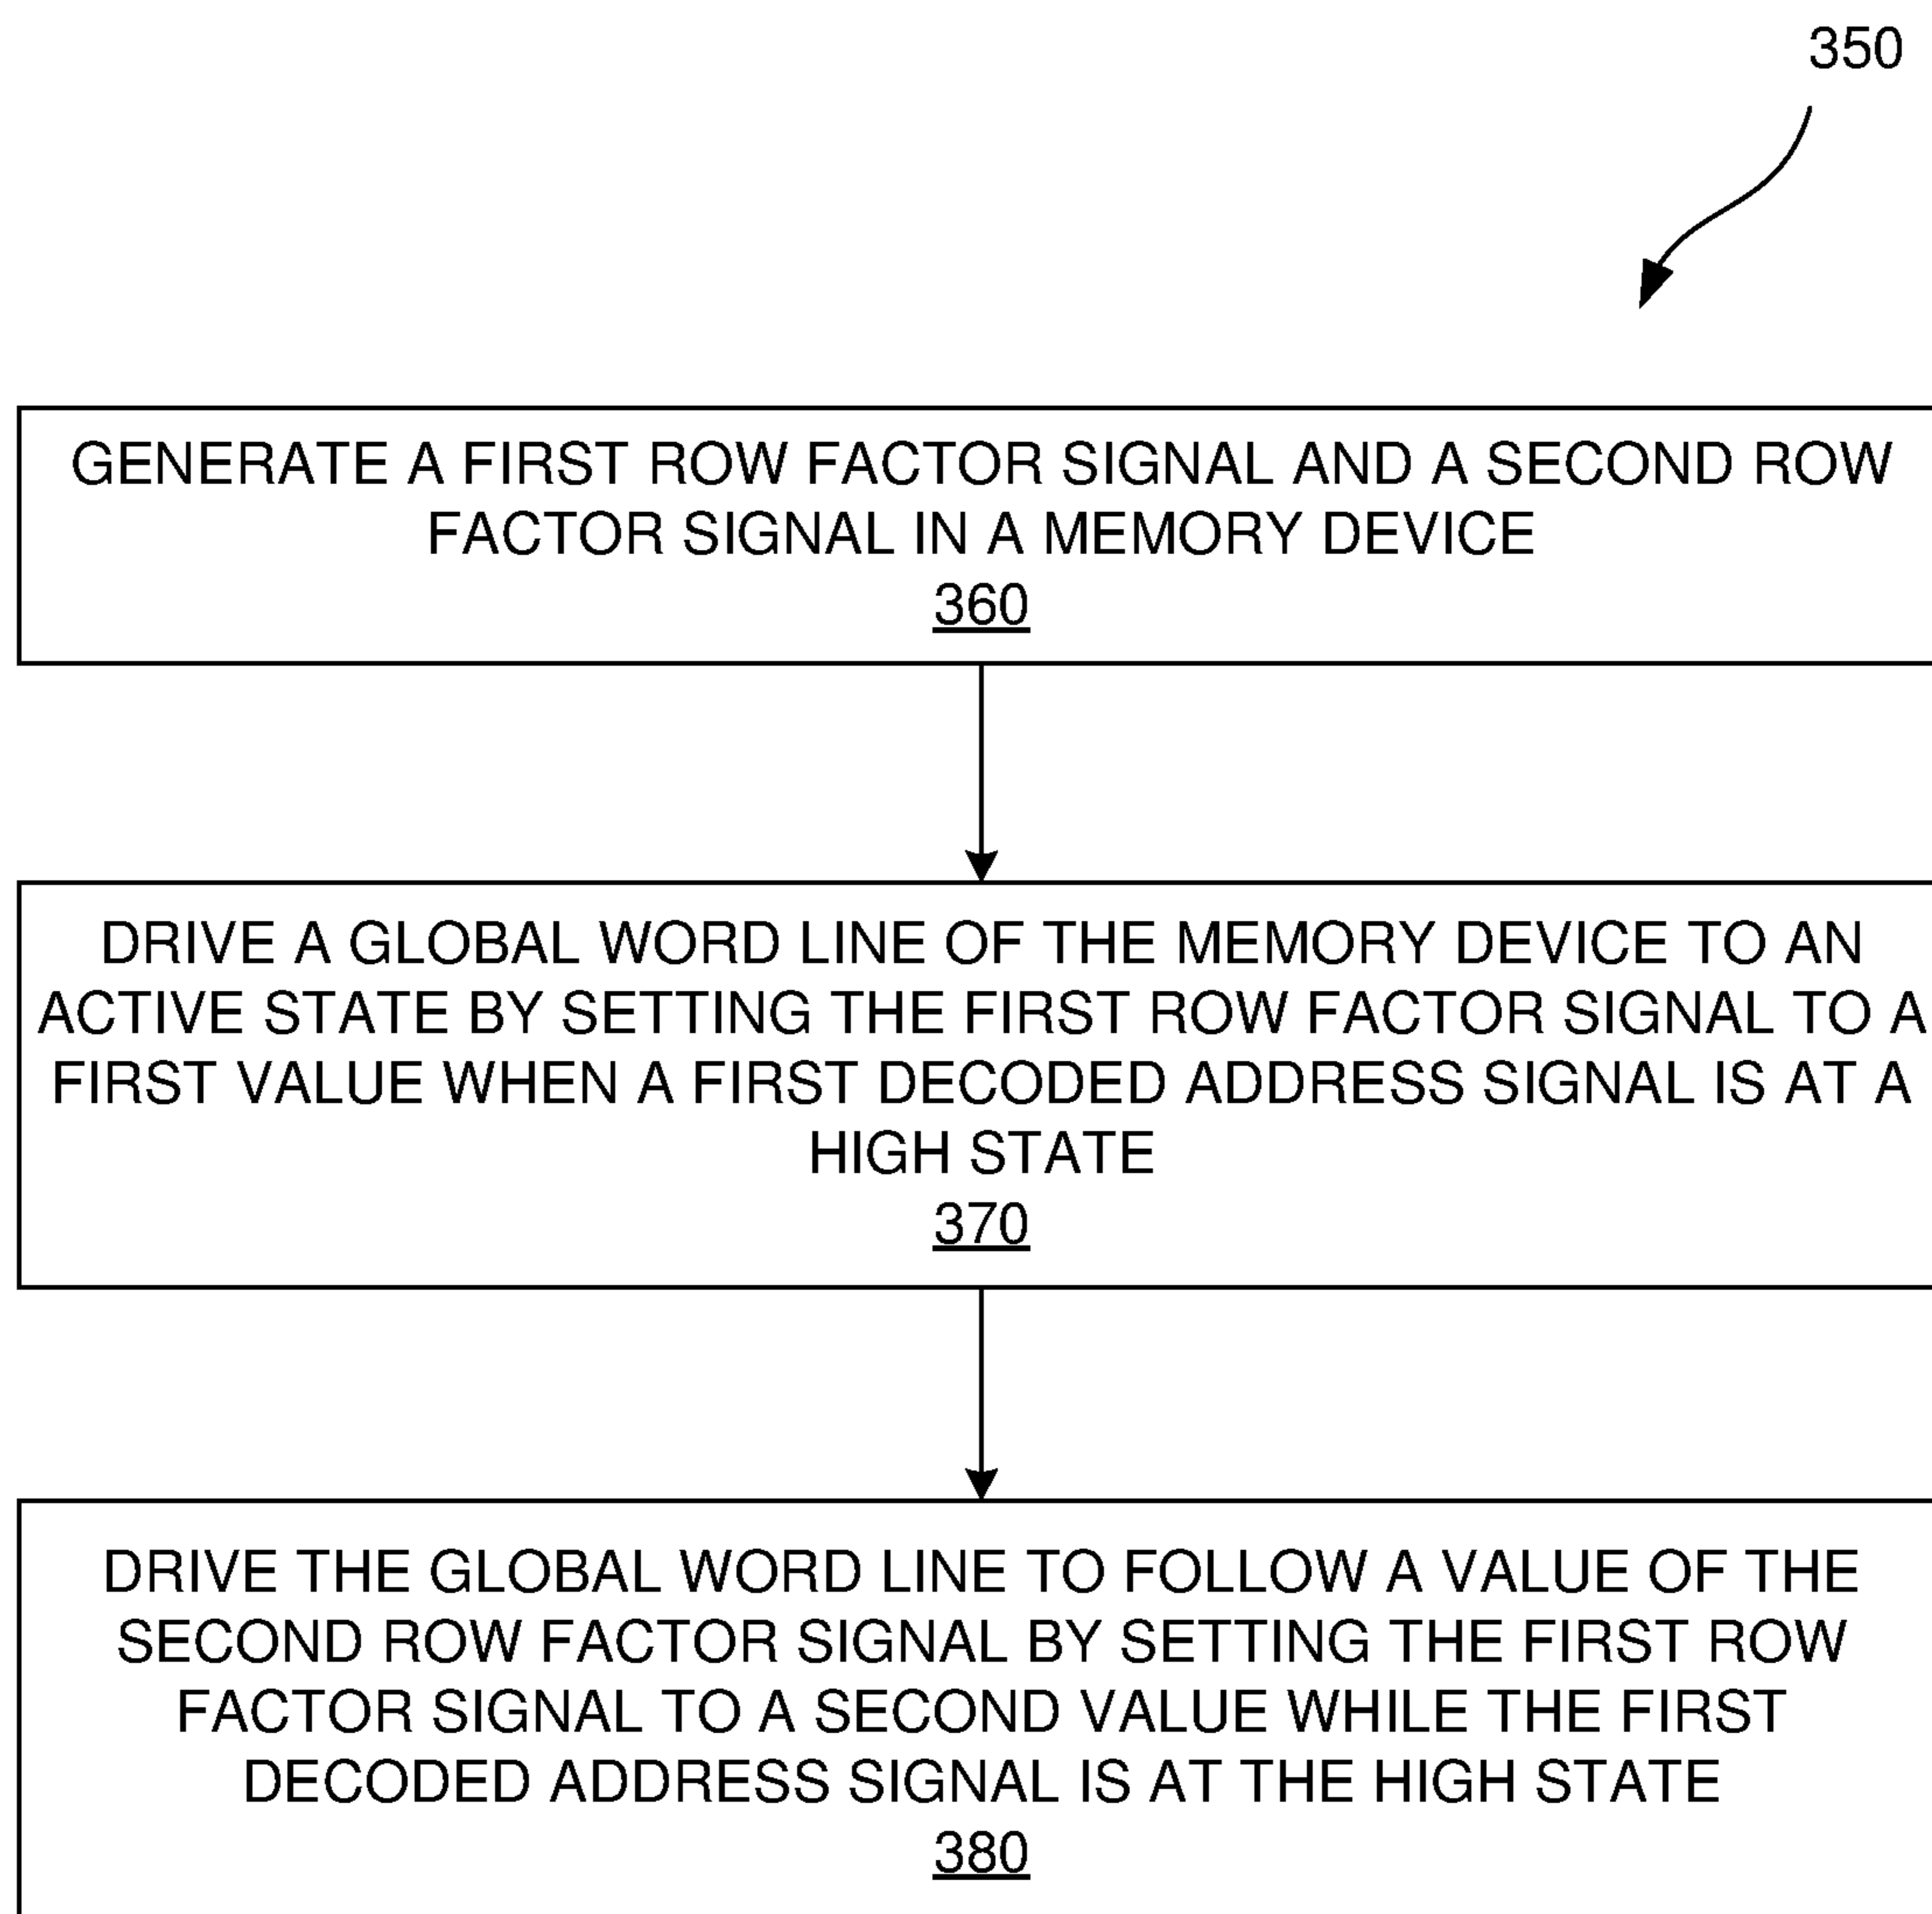 350
GENERATE A FIRST ROW FACTOR SIGNAL AND A SECOND ROW
FACTOR SIGNAL IN A MEMORY DEVICE
360
DRIVE A GLOBAL WORD LINE OF THE MEMORY DEVICE TO AN
ACTIVE STATE BY SETTING THE FIRST ROW FACTOR SIGNAL TO A
FIRST VALUE WHEN A FIRST DECODED ADDRESS SIGNAL IS AT A
HIGH STATE
370
DRIVE THE GLOBAL WORD LINE TO FOLLOW A VALUE OF THE
SECOND ROW FACTOR SIGNAL BY SETTING THE FIRST ROW
FACTOR SIGNAL TO A SECOND VALUE WHILE THE FIRST
DECODED ADDRESS SIGNAL IS AT THE HIGH STATE
380